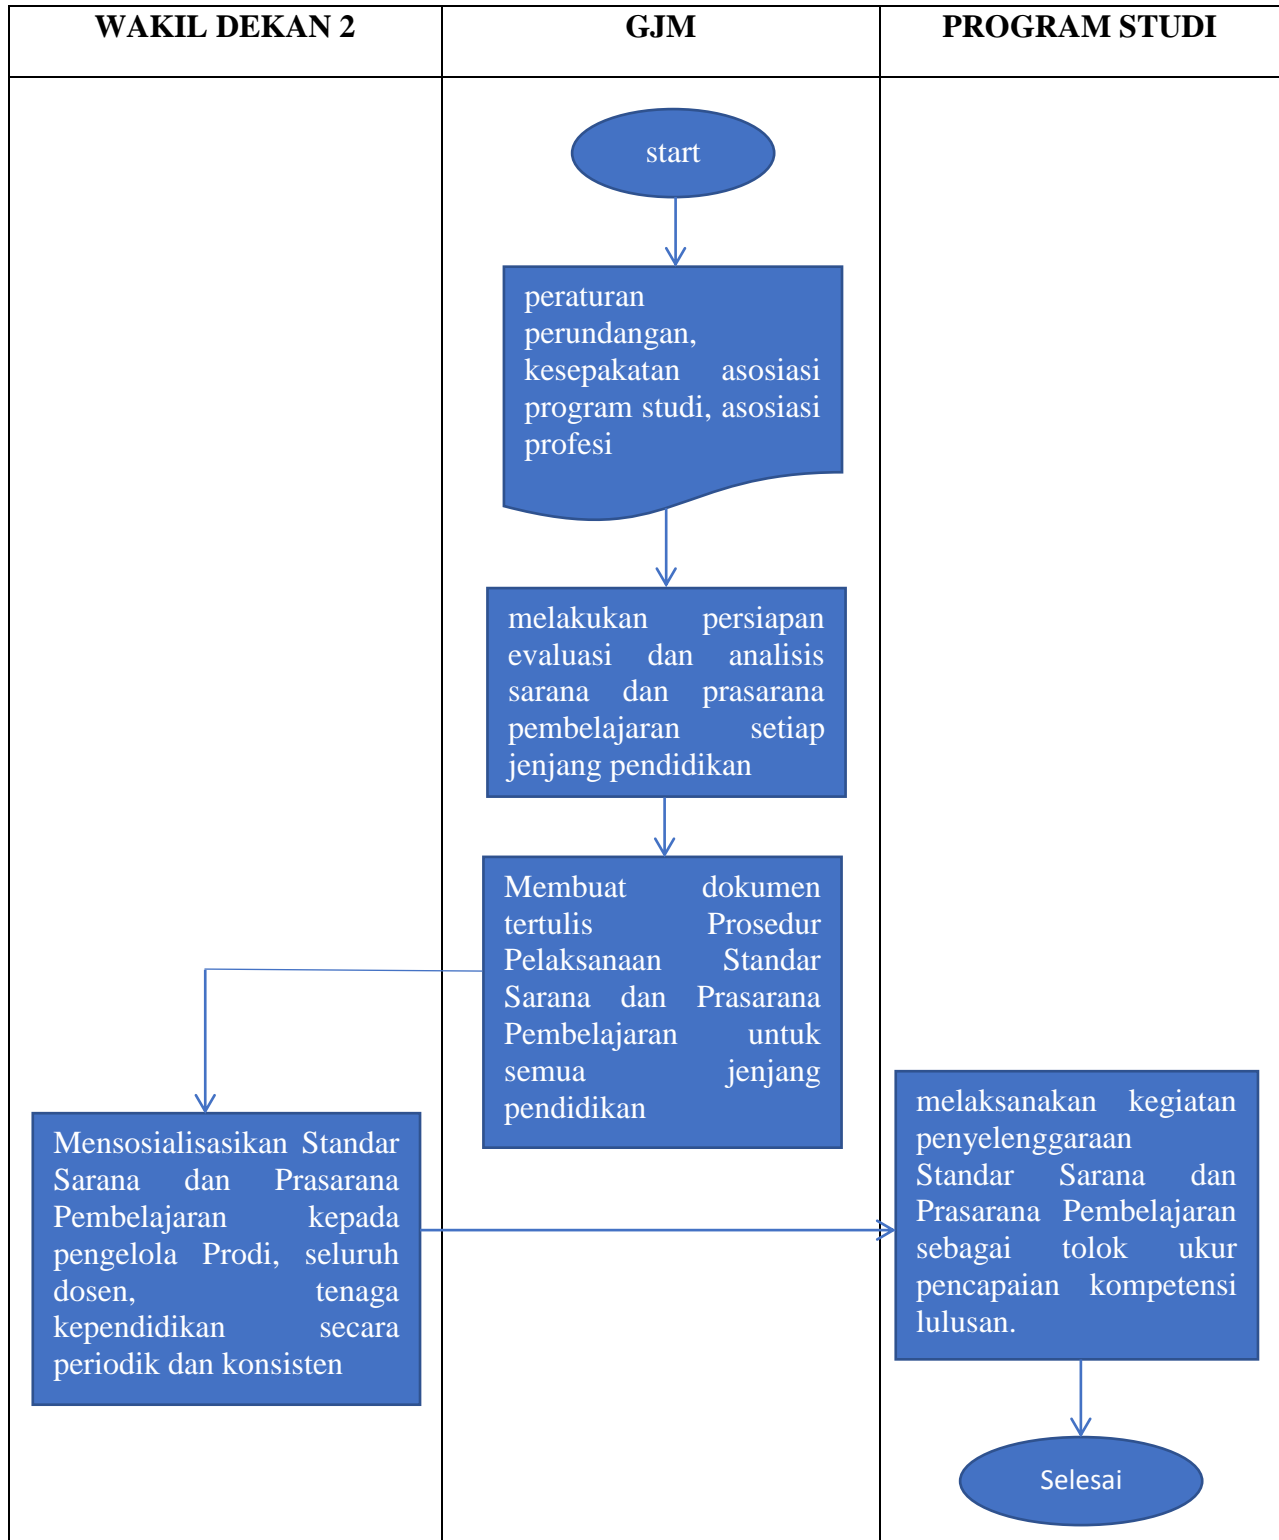 WAKIL DEKAN 2
GJM
PROGRAM STUDI
start
peraturan
perundangan,
kesepakatan asosiasi
program studi, asosiasi
profesi
melakukan persiapan
evaluasi dan analisis
sarana dan prasarana
pembelajaran setiap
jenjang pendidikan
Membuat dokumen
tertulis Prosedur
Pelaksanaan Standar
Sarana dan Prasarana
Pembelajaran untuk
semua jenjang
pendidikan
Mensosialisasikan Standar
Sarana dan Prasarana
Pembelajaran kepada
pengelola Prodi, seluruh
dosen, tenaga
kependidikan secara
periodik dan konsisten
melaksanakan kegiatan
penyelenggaraan
Standar Sarana dan
Prasarana Pembelajaran
sebagai tolok ukur
pencapaian kompetensi
lulusan.
Selesai